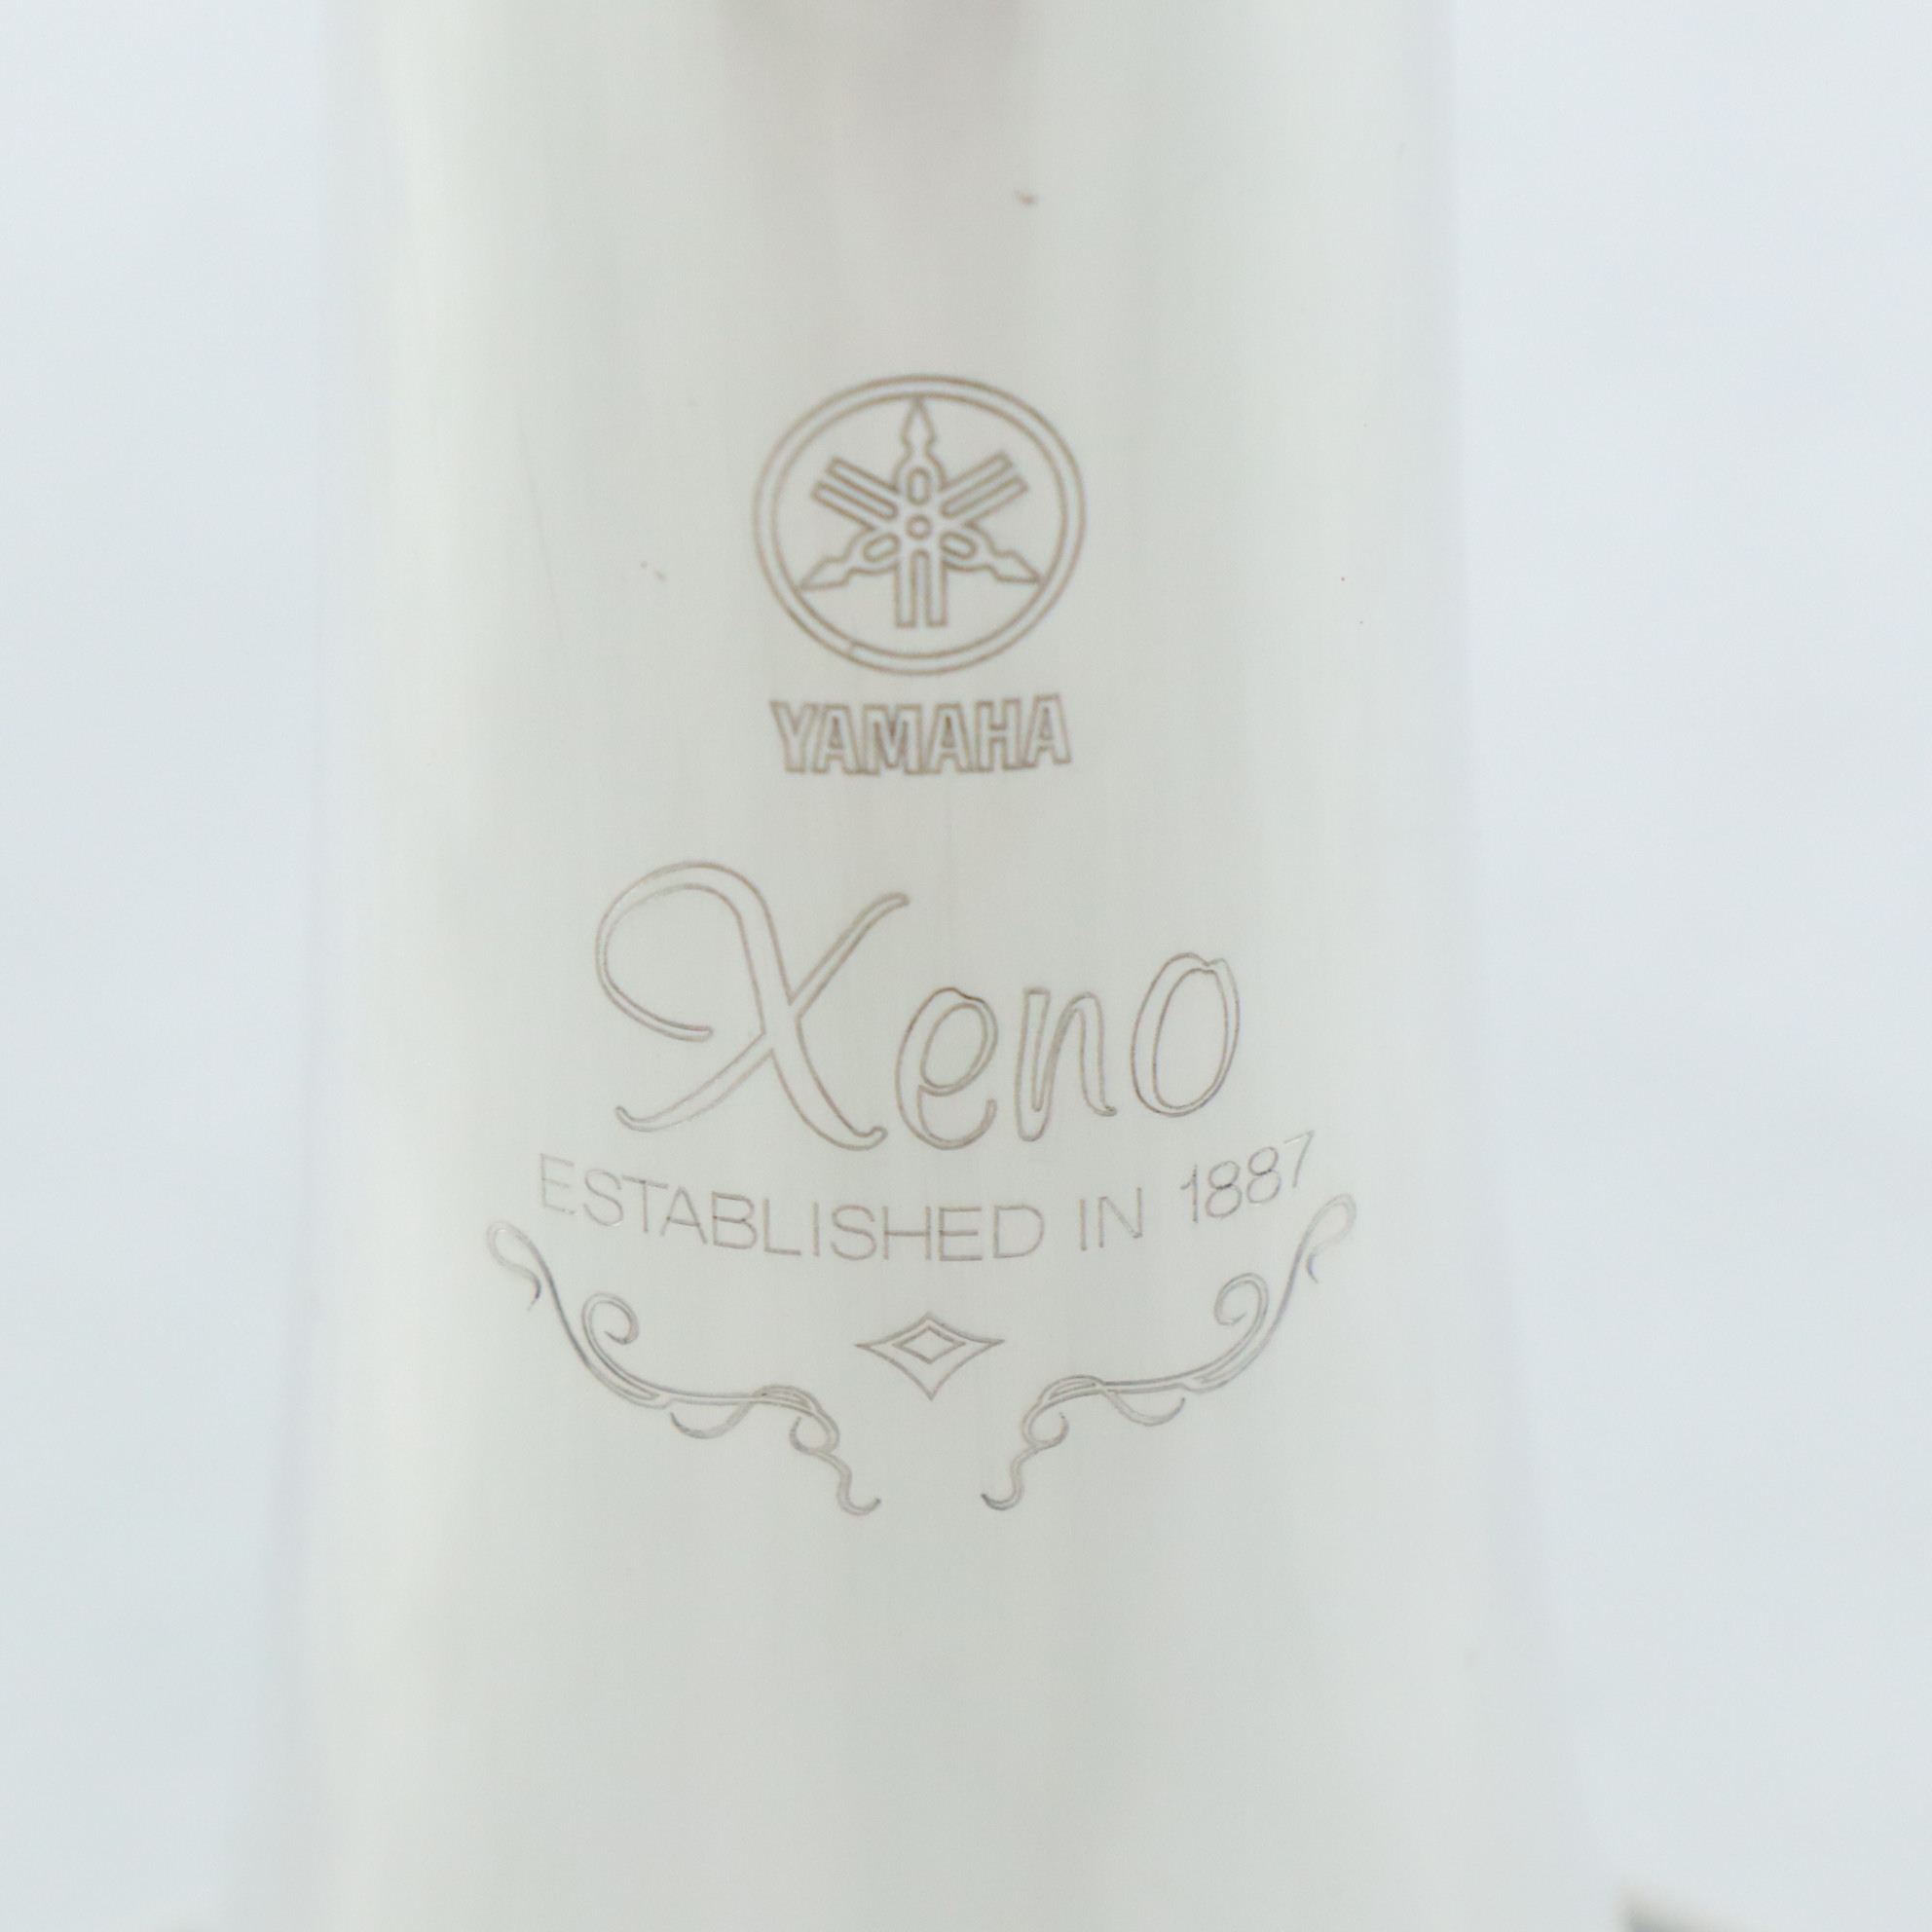 YAMAHA
Xeno
ESTABLISHED IN 1887